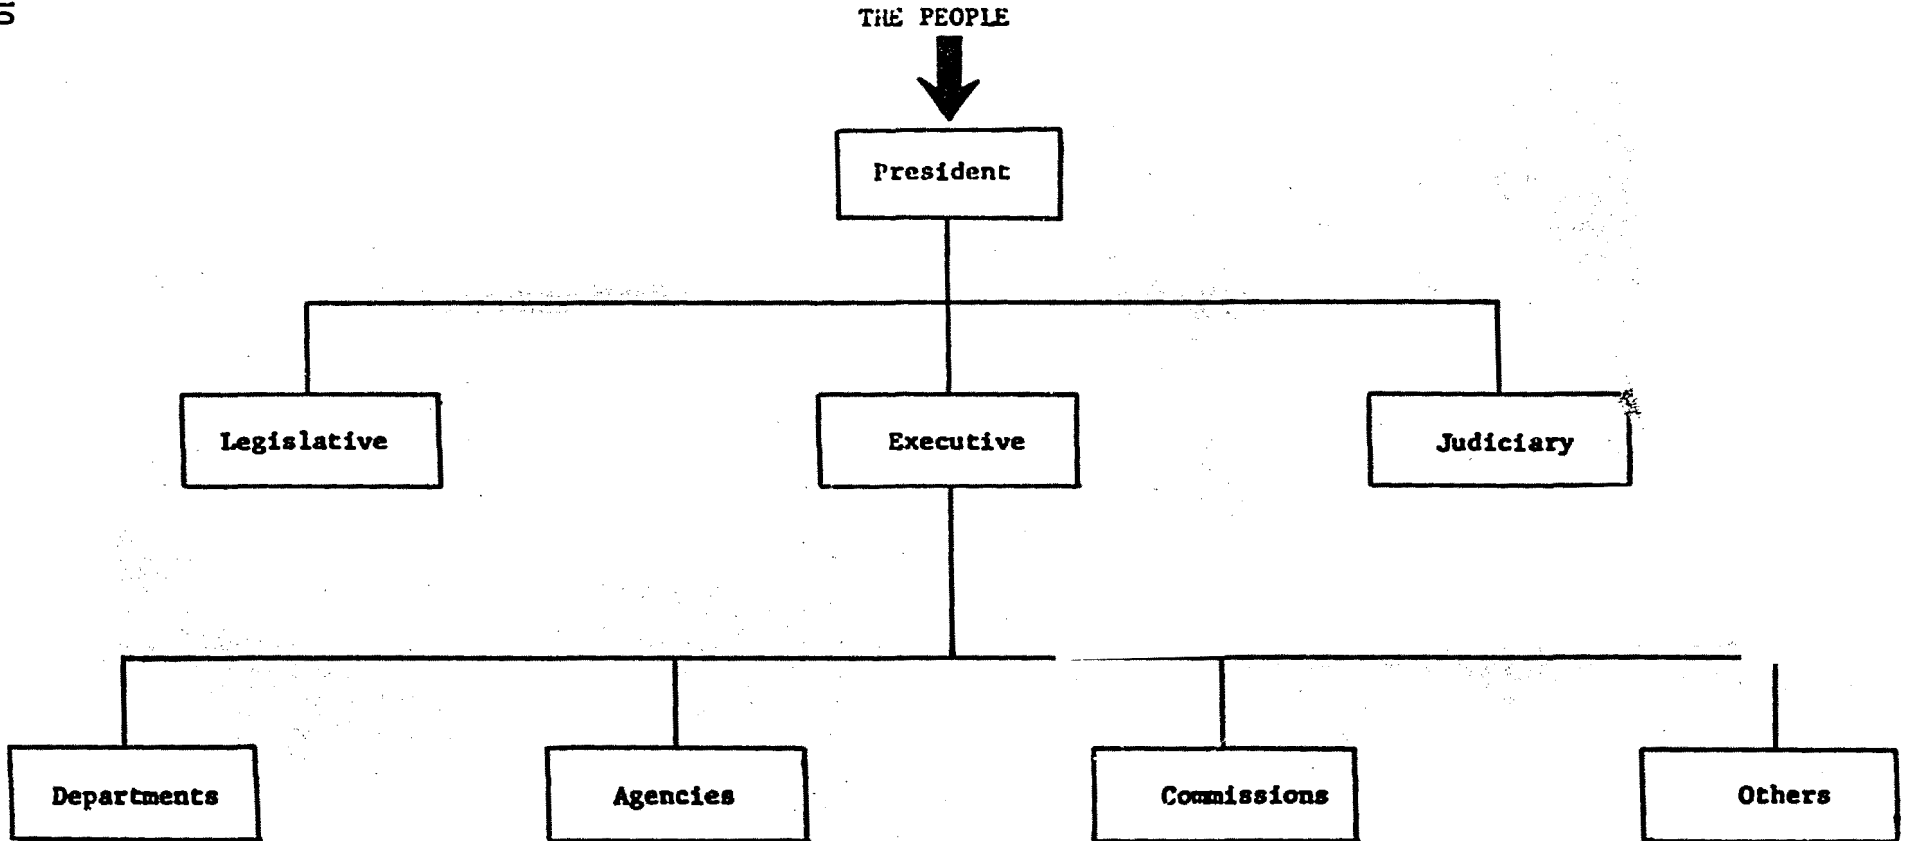 THE PEOPLE
President
Legislative
Executive
Judiciary
Departments
Agencies
Commissions
Others